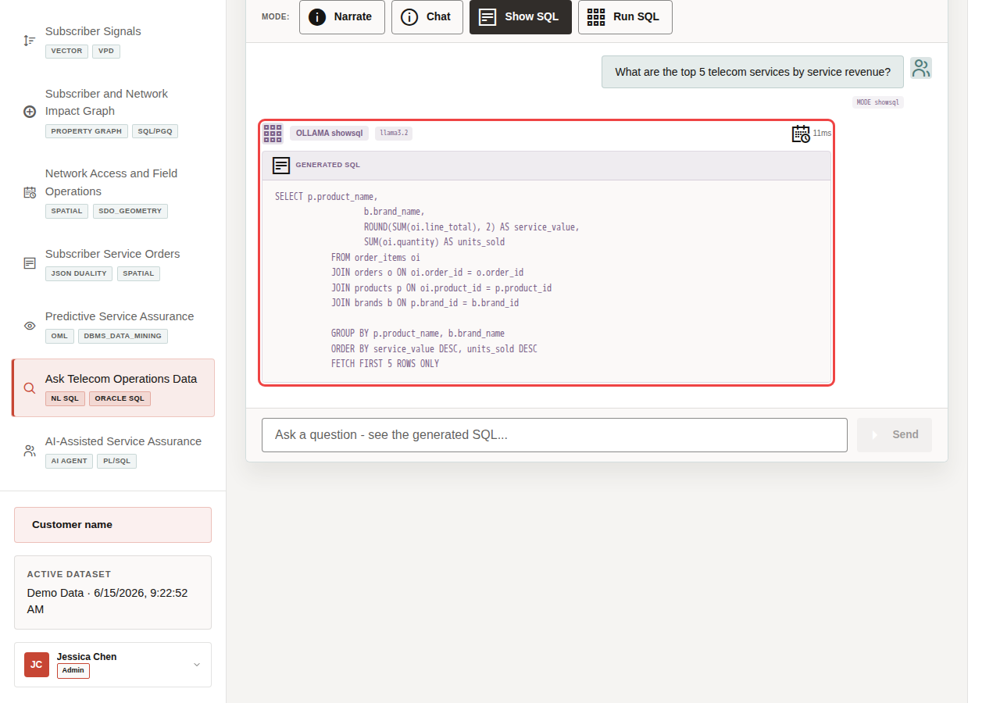 Subscriber Signals
VECTOR VPD
Subscriber and Network
Impact Graph
PROPERTY GRAPH SQL/PGQ
Network Access and Field
Operations
SPATIAL SDO_GEOMETRY
Subscriber Service Orders
JSON DUALITY SPATIAL
Predictive Service Assurance
OML DBMS_DATA_MINING
Ask Telecom Operations Data
NL SQL ORACLE SQL
AI-Assisted Service Assurance
AI AGENT PL/SQL
Customer name
ACTIVE DATASET
Demo Data · 6/15/2026, 9:22:52
AM
JC Jessica Chen
Admin
MODE: Narrate Chat Show SQL Run SQL
What are the top 5 telecom services by service revenue?
MODE showsql
OLLAMA showsql llama3.2 11ms
GENERATED SQL
SELECT p.product_name,
b.brand_name,
ROUND(SUM(oi.line_total), 2) AS service_value,
SUM(oi.quantity) AS units_sold
FROM order_items oi
JOIN orders o ON oi.order_id = o.order_id
JOIN products p ON oi.product_id = p.product_id
JOIN brands b ON p.brand_id = b.brand_id
GROUP BY p.product_name, b.brand_name
ORDER BY service_value DESC, units_sold DESC
FETCH FIRST 5 ROWS ONLY
Ask a question - see the generated SQL... Send